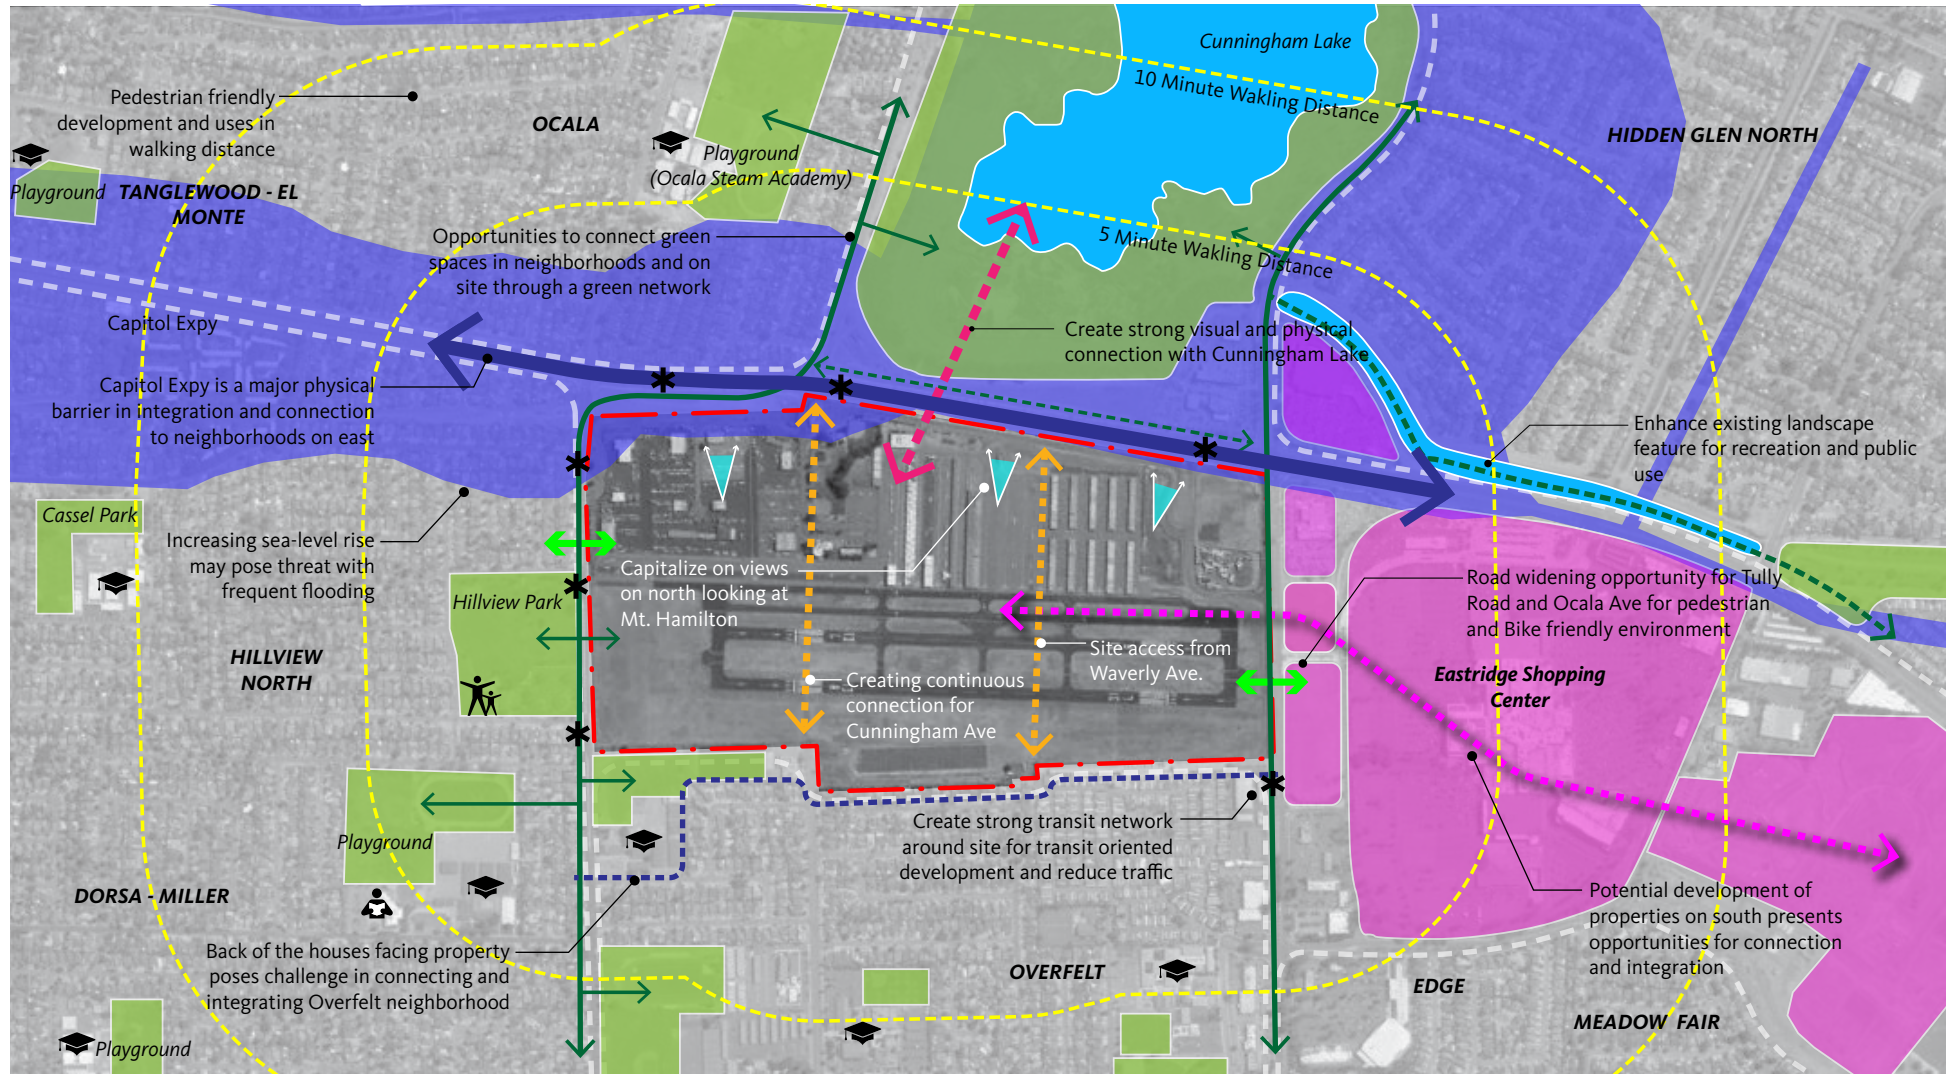 Cunningham Lake
10 Minute Wakling Distance
Pedestrian friendly
development and uses in
walking distance
OCALA
HIDDEN GLEN NORTH
Playground
(Ocala Steam Academy)
Playground
TANGLEWOOD - EL
MONTE
Opportunities to connect green
spaces in neighborhoods and on
site through a green network
5 Minute Wakling Distance
Capitol Expy
Create strong visual and physical
connection with Cunningham Lake
Capitol Expy is a major physical
barrier in integration and connection
to neighborhoods on east
Enhance existing landscape
feature for recreation and public
use
Cassel Park
Increasing sea-level rise
may pose threat with
frequent flooding
Capitalize on views
on north looking at
Mt. Hamilton
Hillview Park
Road widening opportunity for Tully
Road and Ocala Ave for pedestrian
and Bike friendly environment
HILLVIEW
NORTH
Site access from
Waverly Ave.
Creating continuous
connection for
Cunningham Ave
Eastridge Shopping
Center
Playground
Create strong transit network
around site for transit oriented
development and reduce traffic
DORSA - MILLER
Potential development of
properties on south presents
opportunities for connection
and integration
Back of the houses facing property
poses challenge in connecting and
integrating Overfelt neighborhood
OVERFELT
EDGE
MEADOW FAIR
Playground